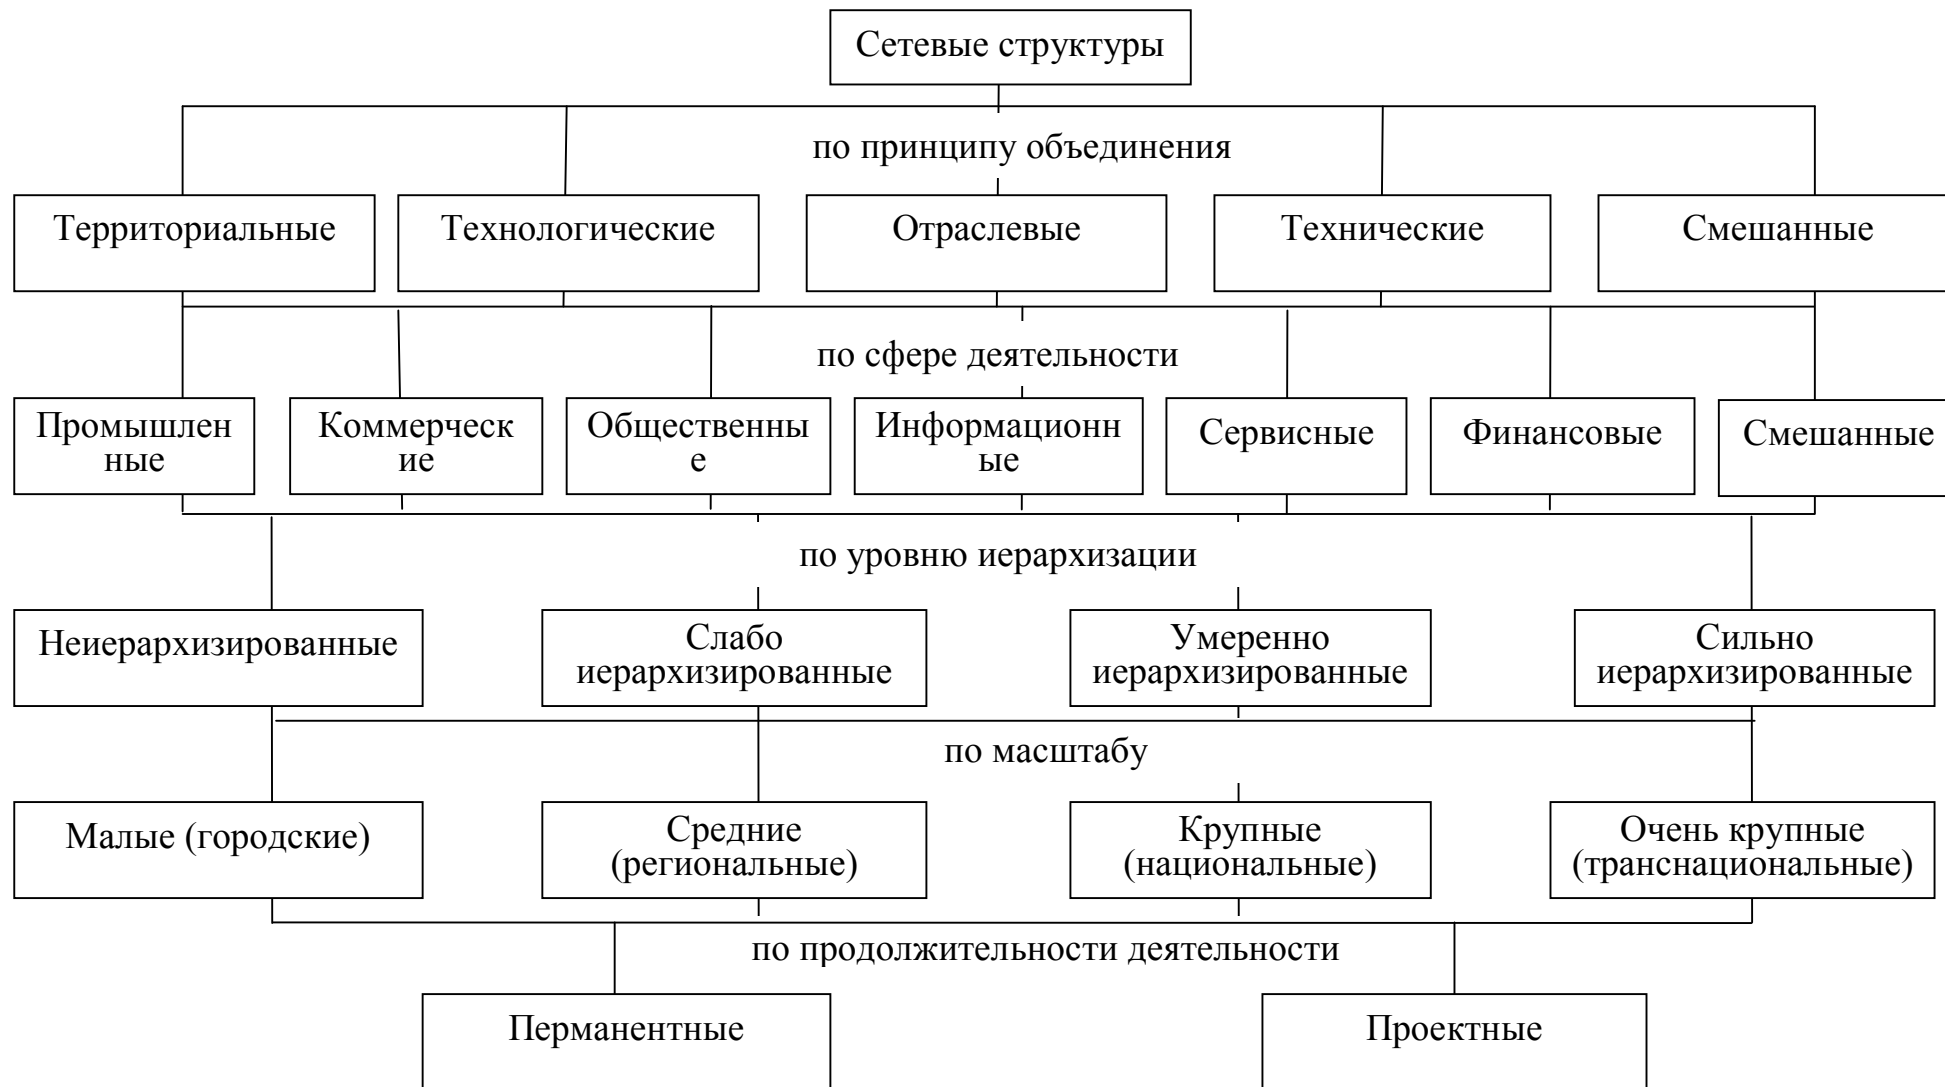 Сетевые структуры
по принципу объединения
Территориальные
Технологические
Отраслевые
Технические
Смешанные
по сфере деятельности
Промышлен
ные
Коммерческ
ие
Общественны
е
Информационн
ые
Сервисные
Финансовые
Смешанные
по уровню иерархизации
Неиерархизированные
Слабо
иерархизированные
Умеренно
иерархизированные
Сильно
иерархизированные
по масштабу
Малые (городские)
Средние
(региональные)
Крупные
(национальные)
Очень крупные
(транснациональные)
по продолжительности деятельности
Перманентные
Проектные